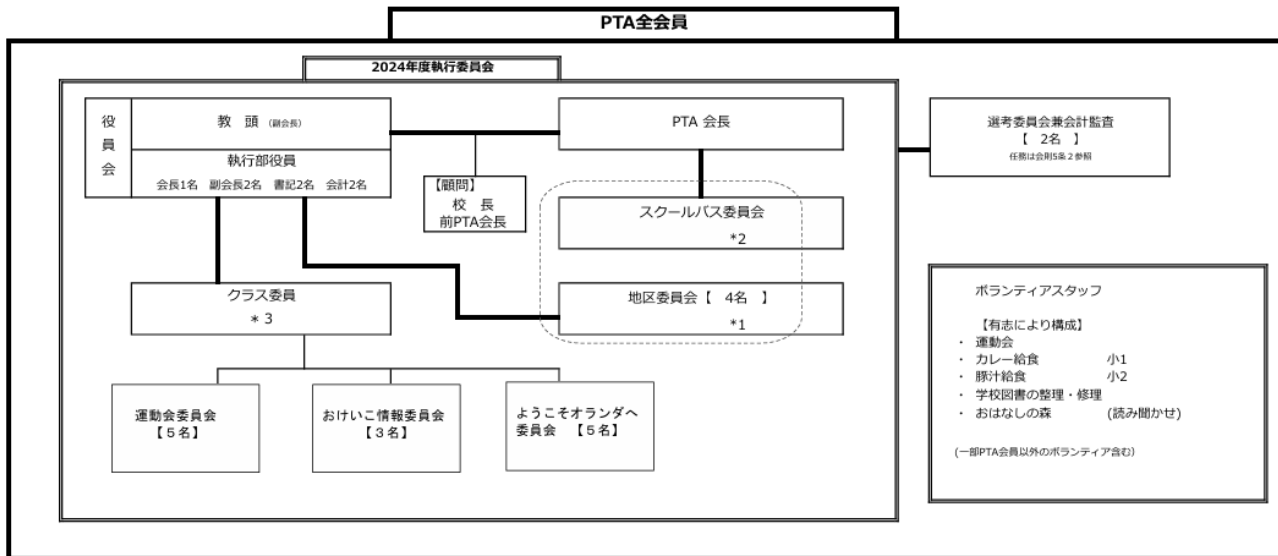 PTA全会員
2024年度執行委員会
役員会
教 頭 (副会長)
執行部役員
会長1名 副会長2名 書記2名 会計2名
PTA 会長
【顧問】
校 長
前PTA会長
スクールバス委員会
*2
地区委員会【 4名 】
*1
クラス委員
* 3
運動会委員会
【5名】
おけいこ情報委員会
【3名】
ようこそオランダへ
委員会 【5名】
選考委員会兼会計監査
【 2名 】
任務は会則5条2参照
ボランティアスタッフ
【有志により構成】
・ 運動会
・ カレー給食 小1
・ 豚汁給食 小2
・ 学校図書の整理・修理
・ おはなしの森 (読み聞かせ)
(一部PTA会員以外のボランティア含む)